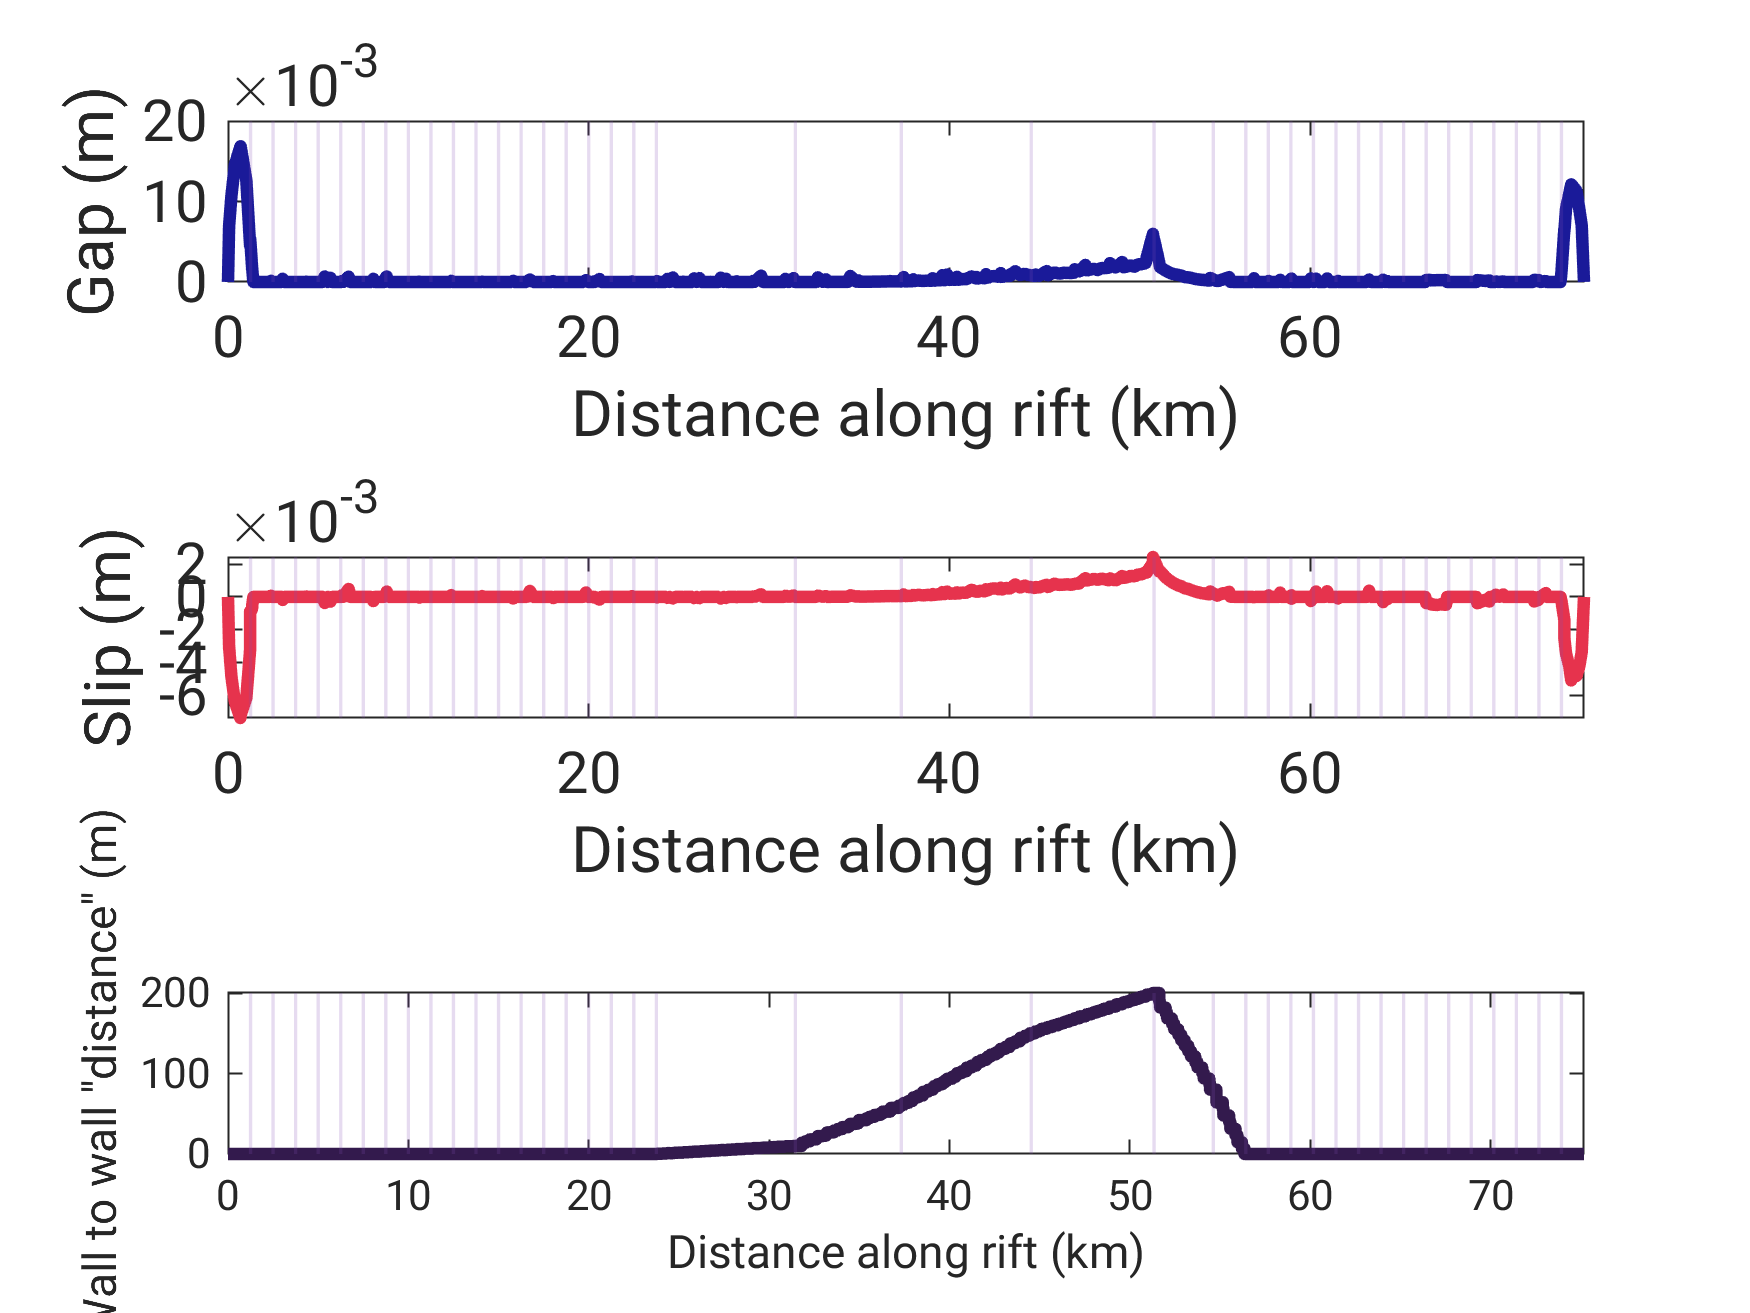 ×10-3
Gap (m)
20
10
0
0 20 40 60
Distance along rift (km)
×10-3
Slip (m)
2
0
-2
-4
-6
0 20 40 60
Distance along rift (km)
to wall "distance" (m)
200
100
0
0 10 20 30 40 50 60 70
Distance along rift (km)